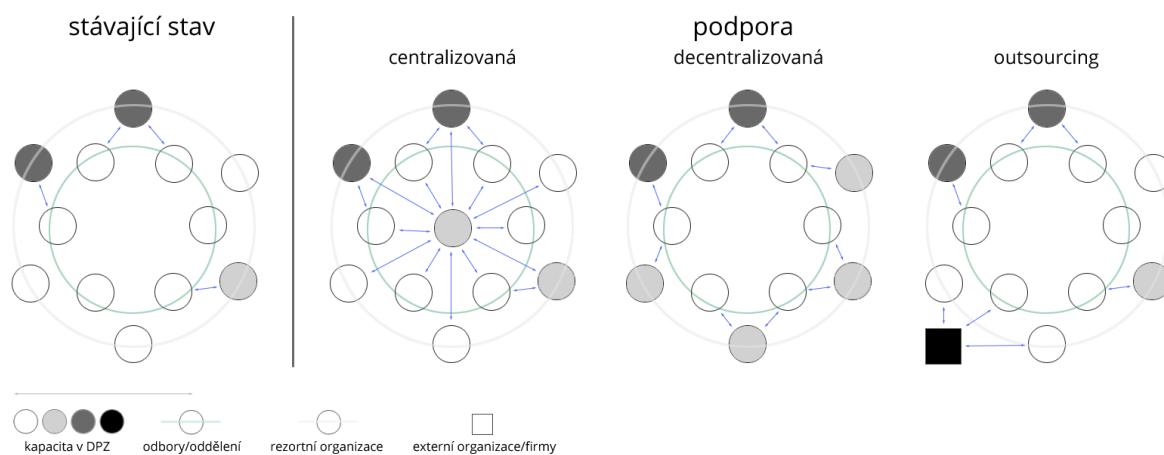 stávající stav
podpora
centralizovaná
decentralizovaná
outsourcing
kapacita v DPZ
odbory/oddělení
rezortní organizace
externí organizace/firmy